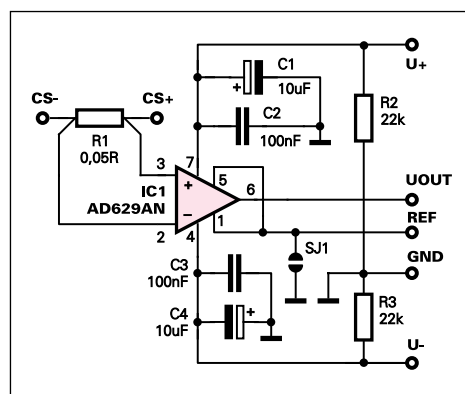 C1
10uF
+
U+
CS-
CS+
C2
100nF
R2
22k
R1
0,05R
3
7
IC1
AD629AN
+
−
5
6
1
2
4
UOUT
REF
SJ1
GND
C3
100nF
C4
10uF
+
R3
22k
U-